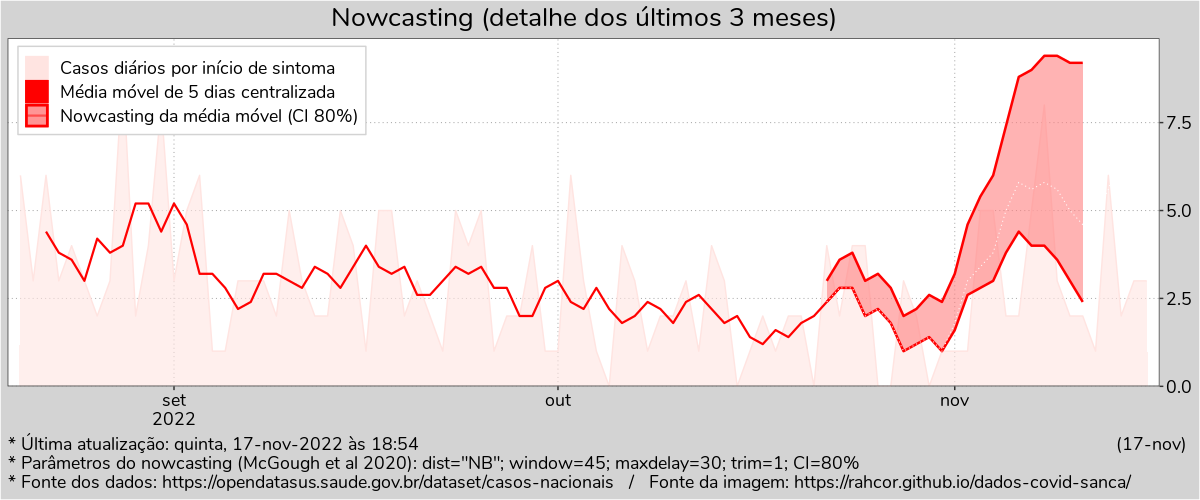 Nowcasting (detalhe dos últimos 3 meses)
Casos diários por início de sintoma
Média móvel de 5 dias centralizada
Nowcasting da média móvel (CI 80%)
7.5
5.0
2.5
0.0
set
2022
out
nov
* Última atualização: quinta, 17-nov-2022 às 18:54
(17-nov)
* Parâmetros do nowcasting (McGough et al 2020): dist="NB"; window=45; maxdelay=30; trim=1; CI=80%
* Fonte dos dados: https://opendatasus.saude.gov.br/dataset/casos-nacionais / Fonte da imagem: https://rahcor.github.io/dados-covid-sanca/